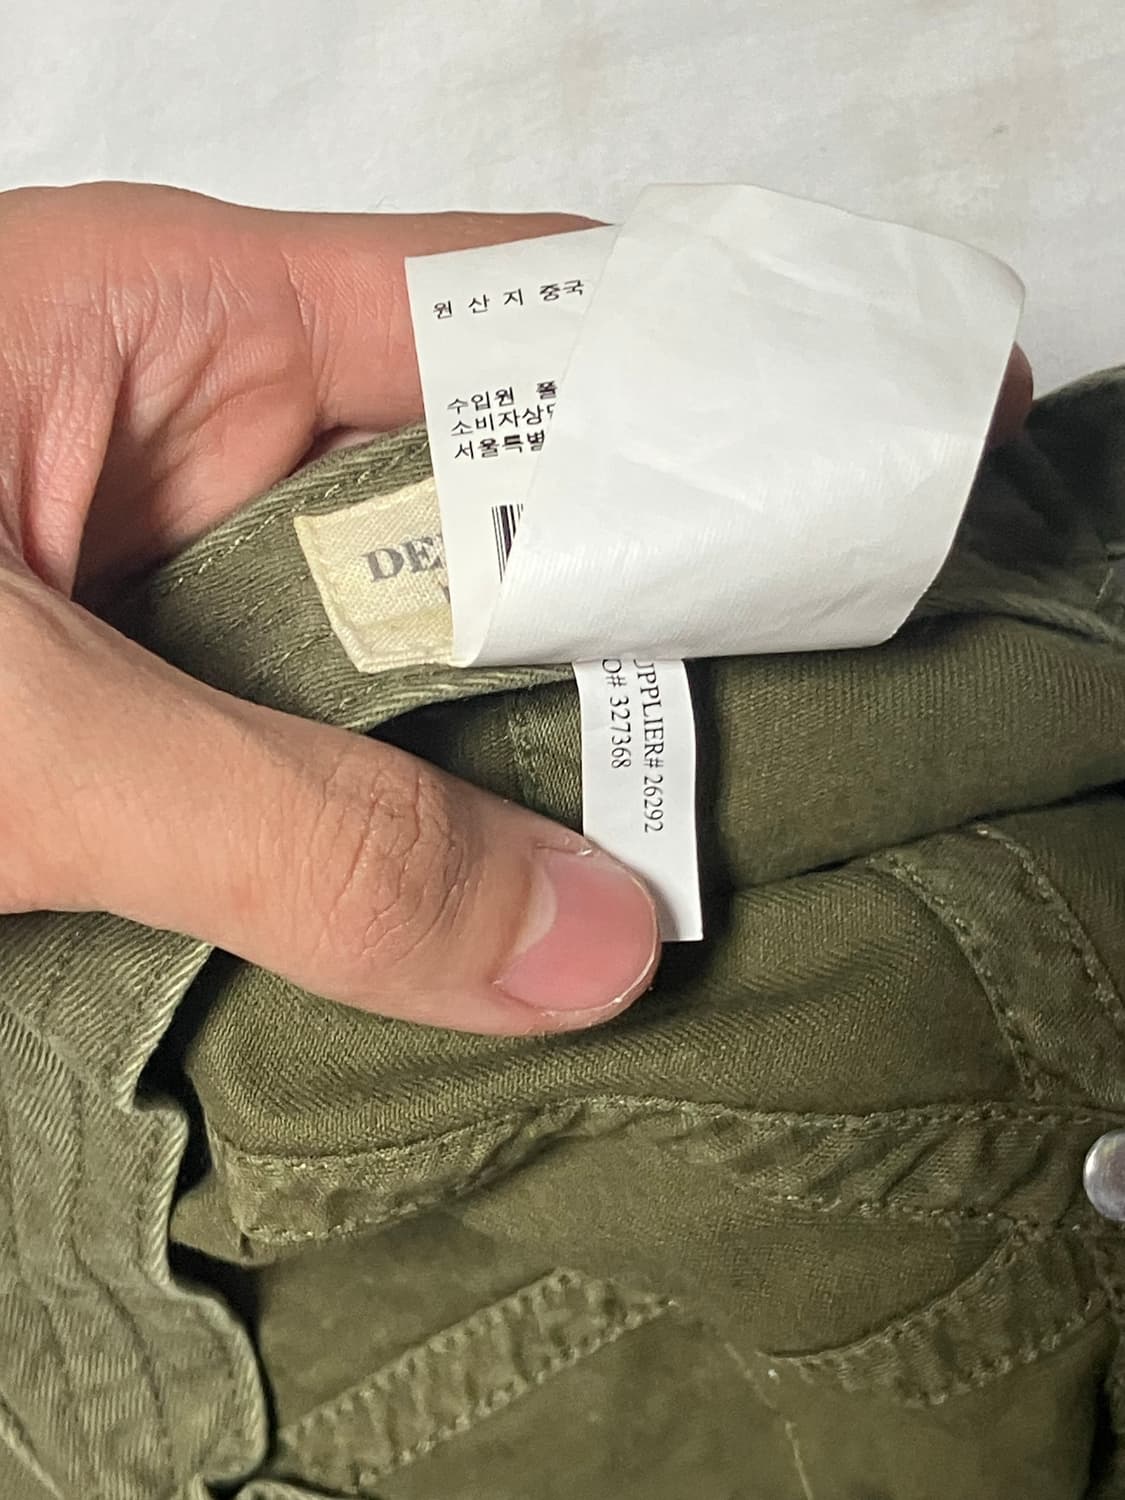 원 산 지 중국
수입원 폴
소비자상
서울특별
DE
SUPPLIER# 26292
O# 327368